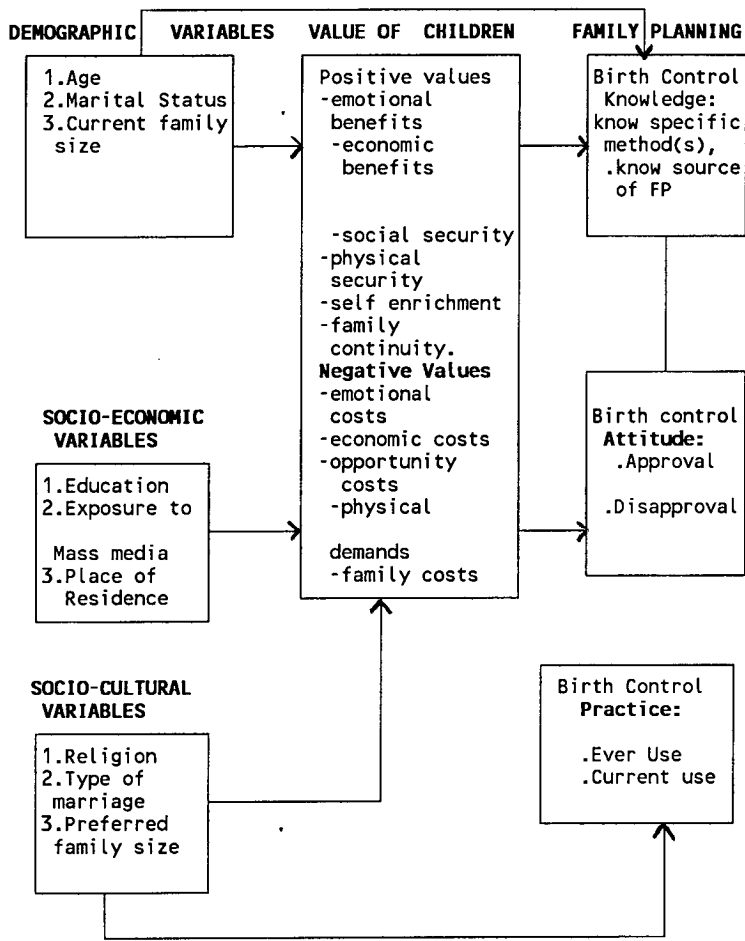 DEMOGRAPHIC VARIABLES VALUE OF CHILDREN FAMILY PLANNING
1.Age
2.Marital Status
3.Current family
size
Positive values
-emotional
benefits
-economic
benefits
-social security
-physical
security
-self enrichment
-family
continuity.
Negative Values
-emotional
costs
-economic costs
-opportunity
costs
-physical
demands
-family costs
Birth Control
Knowledge:
know specific
method(s),
.know source
of FP
SOCIO-ECONOMIC
VARIABLES
1.Education
2.Exposure to
Mass media
3.Place of
Residence
Birth control
Attitude:
.Approval
.Disapproval
SOCIO-CULTURAL
VARIABLES
1.Religion
2.Type of
marriage
3.Preferred
family size
Birth Control
Practice:
.Ever Use
.Current use